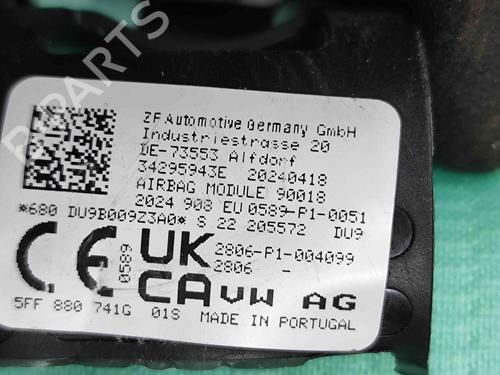 B-PARTS
ZF Automotive Germany GmbH
Industriestrasse 20
DE-73553 Alfdorf
34295943E 20240418
AIRBAG MODULE 90018
2024 908 EU 0589-P1-0051
*680 DU9B009Z3A0* S 22 205572 DU9
CE 0589 UK CA 2806-P1-004099
2806 -
VW AG
5FF 880 741G 018 MADE IN PORTUGAL